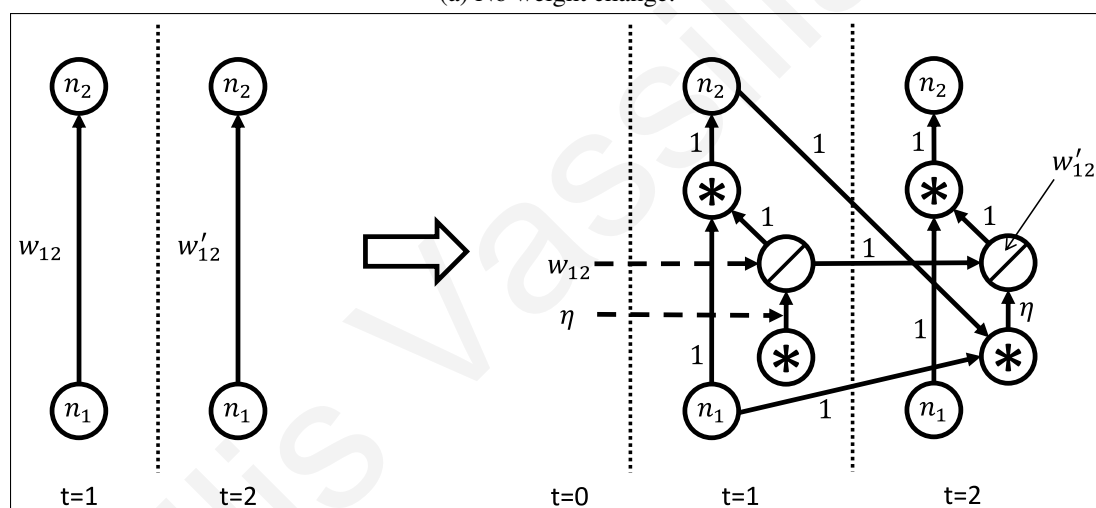 (a) No weight change.
n₂ n₂ n₂ n₂
1 1 1 w′₁₂
* *
1 1
w₁₂ w′₁₂ w₁₂ 1
η η
1 * 1 *
n₁ n₁ n₁ 1 n₁
t=1 t=2 t=0 t=1 t=2
Vassilis